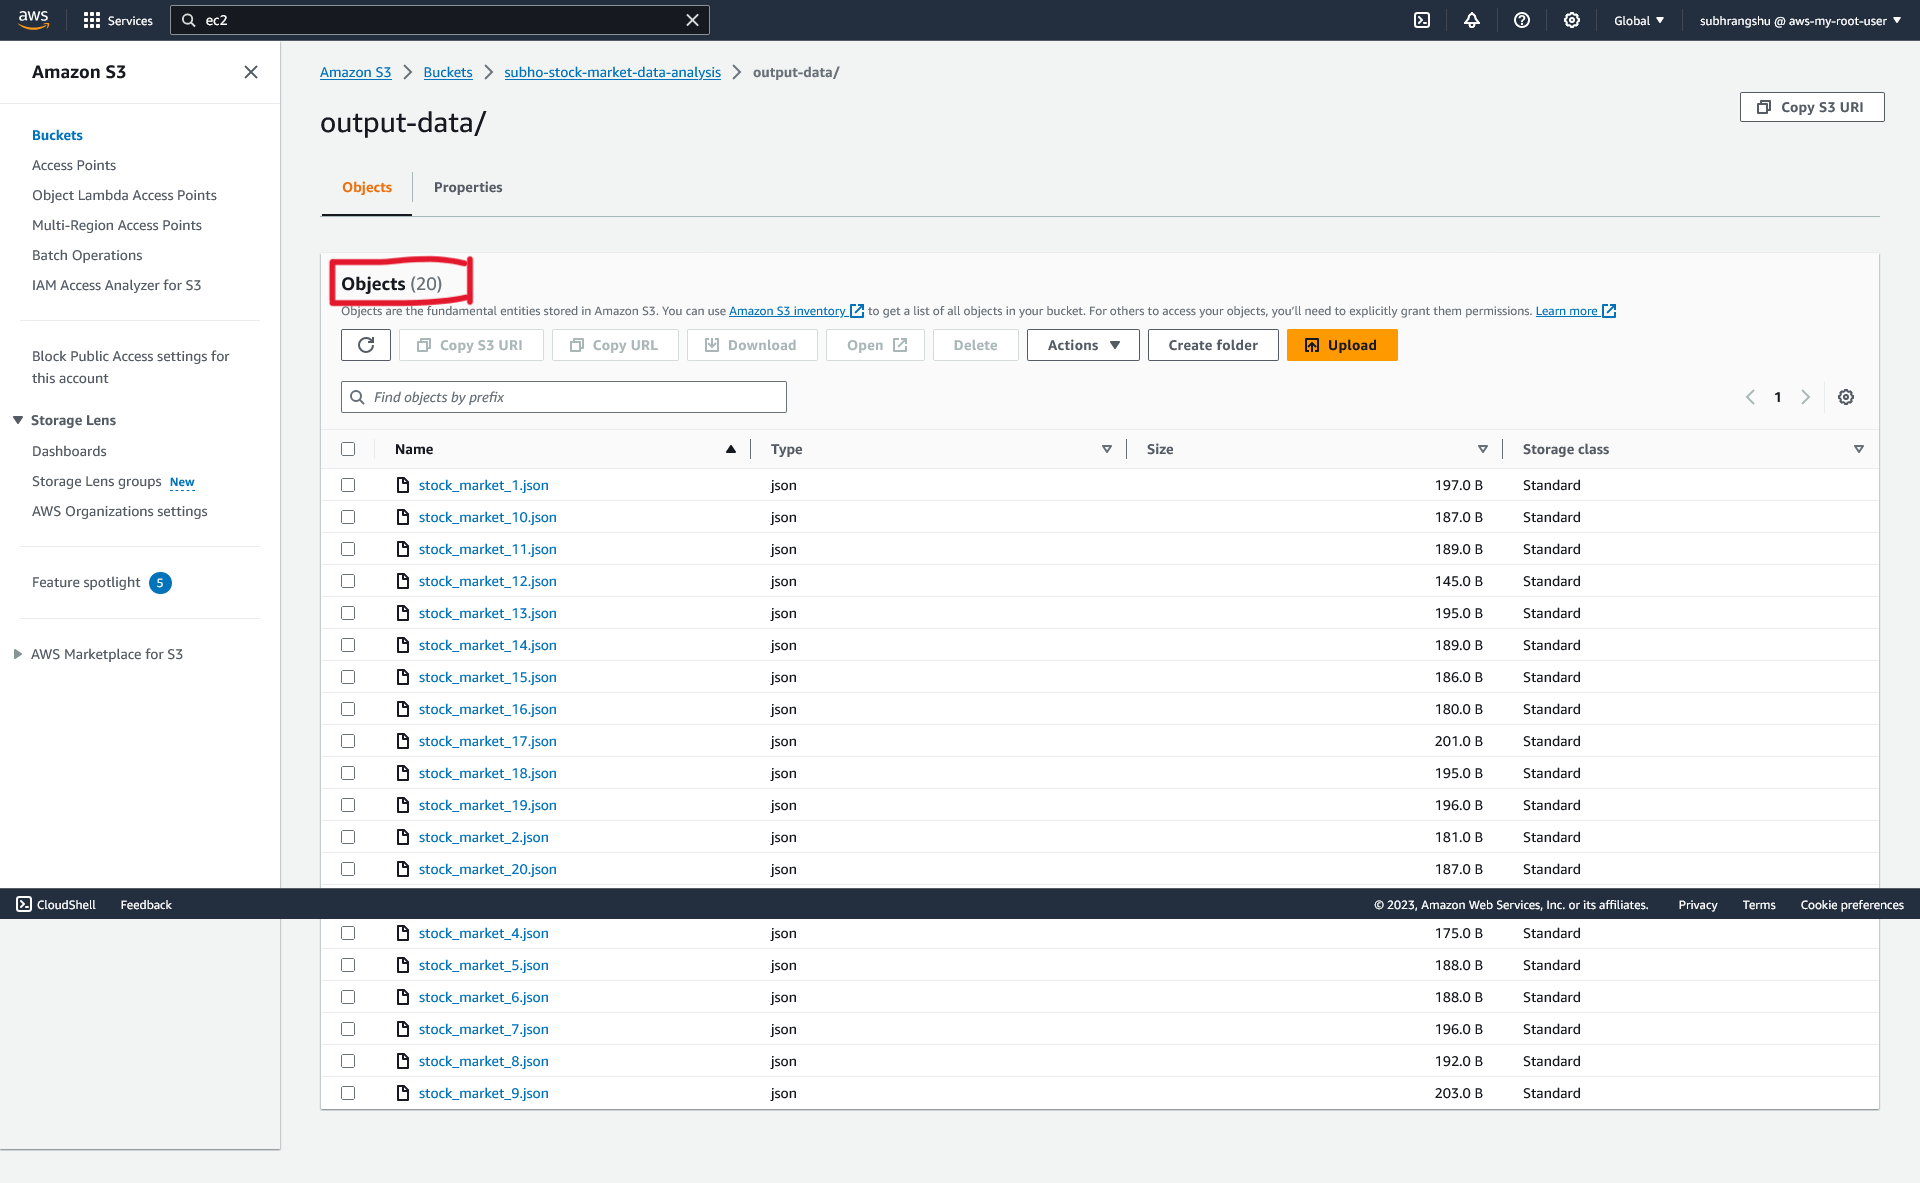 aws Services ec2 Global subhrangshu @ aws-my-root-user
Amazon S3
Buckets
Access Points
Object Lambda Access Points
Multi-Region Access Points
Batch Operations
IAM Access Analyzer for S3
Block Public Access settings for
this account
Storage Lens
Dashboards
Storage Lens groups New
AWS Organizations settings
Feature spotlight 5
AWS Marketplace for S3
Amazon S3 Buckets subho-stock-market-data-analysis output-data/
output-data/
Copy S3 URI
Objects Properties
Objects (20)
Objects are the fundamental entities stored in Amazon S3. You can use Amazon S3 inventory to get a list of all objects in your bucket. For others to access your objects, you'll need to explicitly grant them permissions. Learn more
Copy S3 URI Copy URL Download Open Delete Actions Create folder Upload
Find objects by prefix 1
Name Type Size Storage class
stock_market_1.json json 197.0 B Standard
stock_market_10.json json 187.0 B Standard
stock_market_11.json json 189.0 B Standard
stock_market_12.json json 145.0 B Standard
stock_market_13.json json 195.0 B Standard
stock_market_14.json json 189.0 B Standard
stock_market_15.json json 186.0 B Standard
stock_market_16.json json 180.0 B Standard
stock_market_17.json json 201.0 B Standard
stock_market_18.json json 195.0 B Standard
stock_market_19.json json 196.0 B Standard
stock_market_2.json json 181.0 B Standard
stock_market_20.json json 187.0 B Standard
CloudShell Feedback © 2023, Amazon Web Services, Inc. or its affiliates. Privacy Terms Cookie preferences
stock_market_4.json json 175.0 B Standard
stock_market_5.json json 188.0 B Standard
stock_market_6.json json 188.0 B Standard
stock_market_7.json json 196.0 B Standard
stock_market_8.json json 192.0 B Standard
stock_market_9.json json 203.0 B Standard